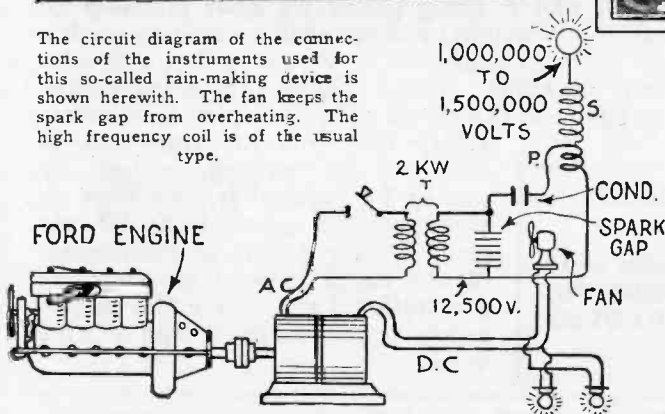 The circuit diagram of the connec-
tions of the instruments used for
this so-called rain-making device is
shown herewith. The fan keeps the
spark gap from overheating. The
high frequency coil is of the usual
type.
1,000,000
TO
1,500,000
VOLTS
S.
P.
2 KW
T
COND.
SPARK
GAP
FORD ENGINE
A C
FAN
12,500 V.
D.C